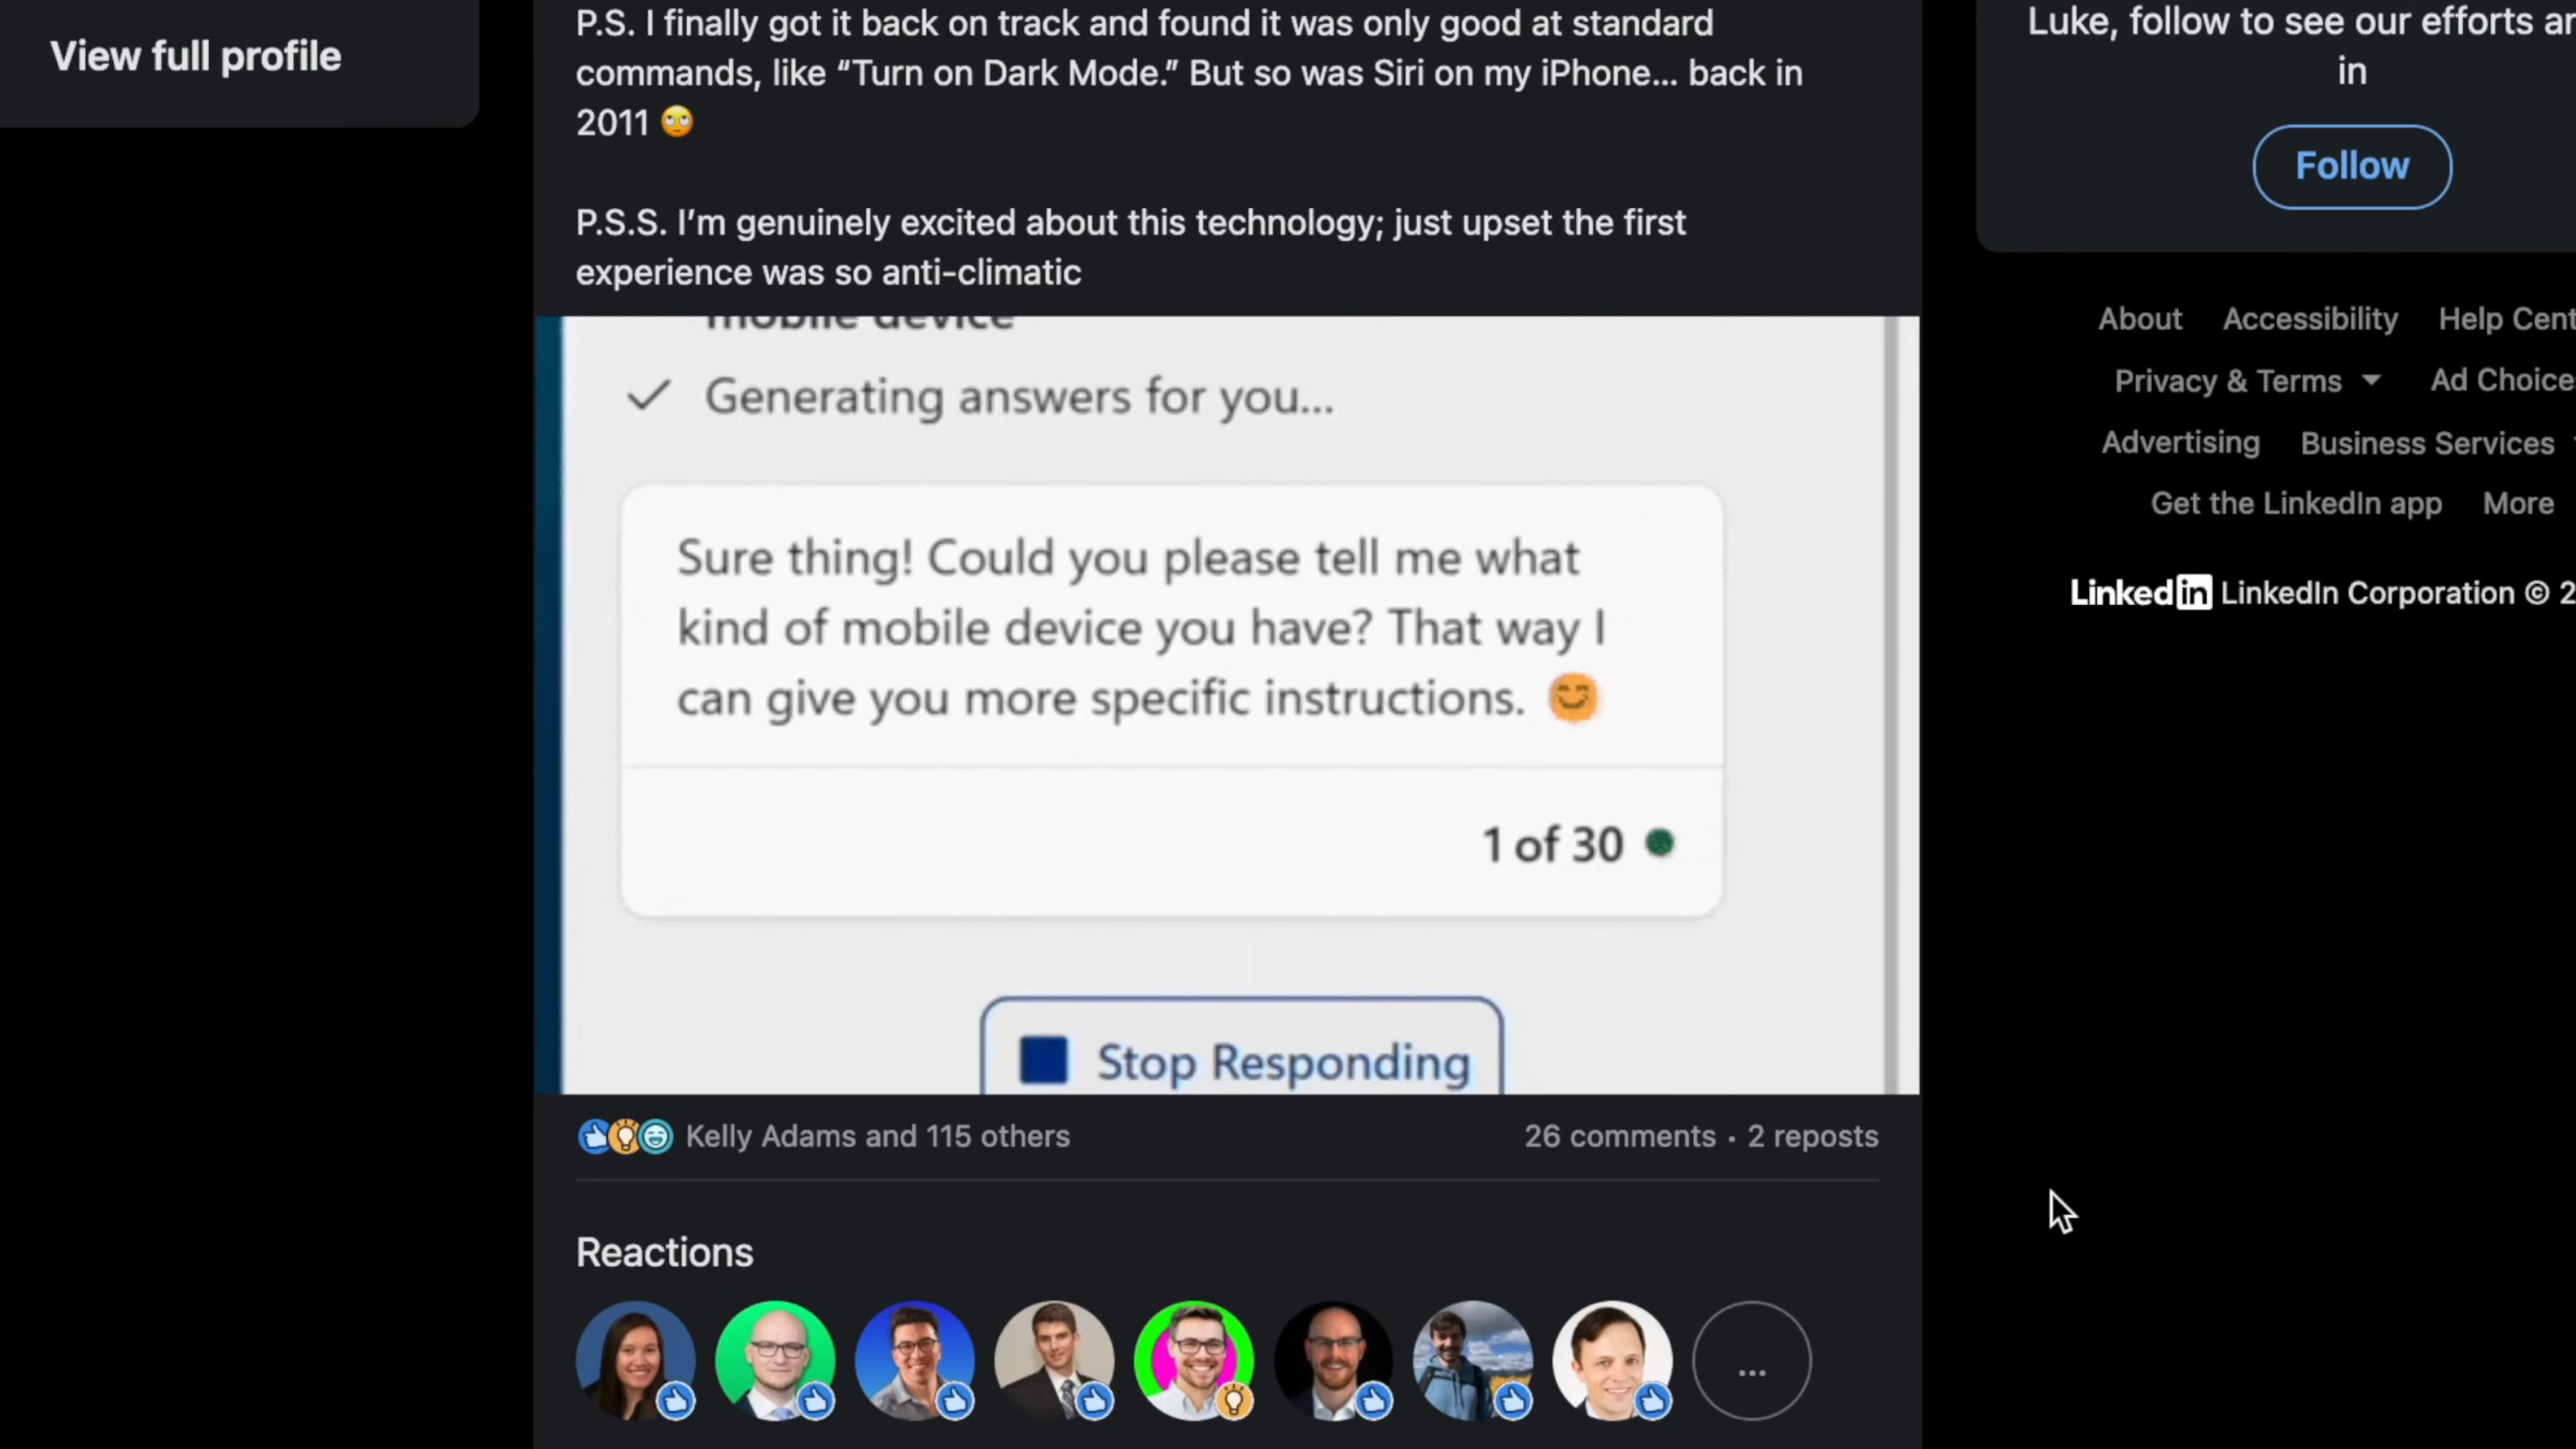 View full profile
P.S. I finally got it back on track and found it was only good at standard
commands, like “Turn on Dark Mode.” But so was Siri on my iPhone... back in
2011 🙄
P.S.S. I’m genuinely excited about this technology; just upset the first
experience was so anti-climatic
mobile device
Generating answers for you...
Sure thing! Could you please tell me what
kind of mobile device you have? That way I
can give you more specific instructions. 😊
1 of 30
Stop Responding
Kelly Adams and 115 others
26 comments • 2 reposts
Reactions
...
Luke, follow to see our efforts
in
Follow
About Accessibility Help
Privacy & Terms Ad
Advertising Business Services
Get the LinkedIn app More
LinkedIn LinkedIn Corporation ©